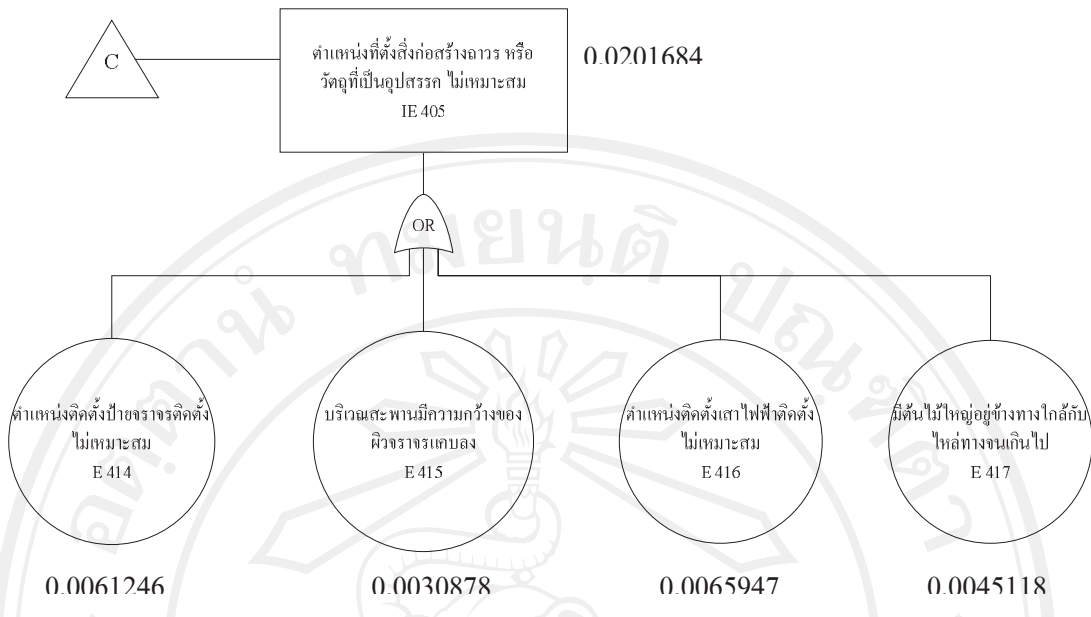 C
ตำแหน่งที่ตั้งสิ่งก่อสร้างถาวร หรือ
วัตถุที่เป็นอุปสรรค ไม่เหมาะสม
IE 405
0.0201684
OR
ตำแหน่งติดตั้งป้ายจราจรติดตั้ง
ไม่เหมาะสม
E 414
บริเวณสะพานมีความกว้างของ
ผิวจราจรแคบลง
E 415
ตำแหน่งติดตั้งเสาไฟฟ้าติดตั้ง
ไม่เหมาะสม
E 416
มีต้นไม้ใหญ่อยู่ข้างทางใกล้กับ
ไหล่ทางจนเกินไป
E 417
0.0061246
0.0030878
0.0065947
0.0045118